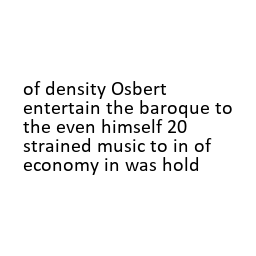 of density Osbert
entertain the baroque to
the even himself 20
strained music to in of
economy in was hold